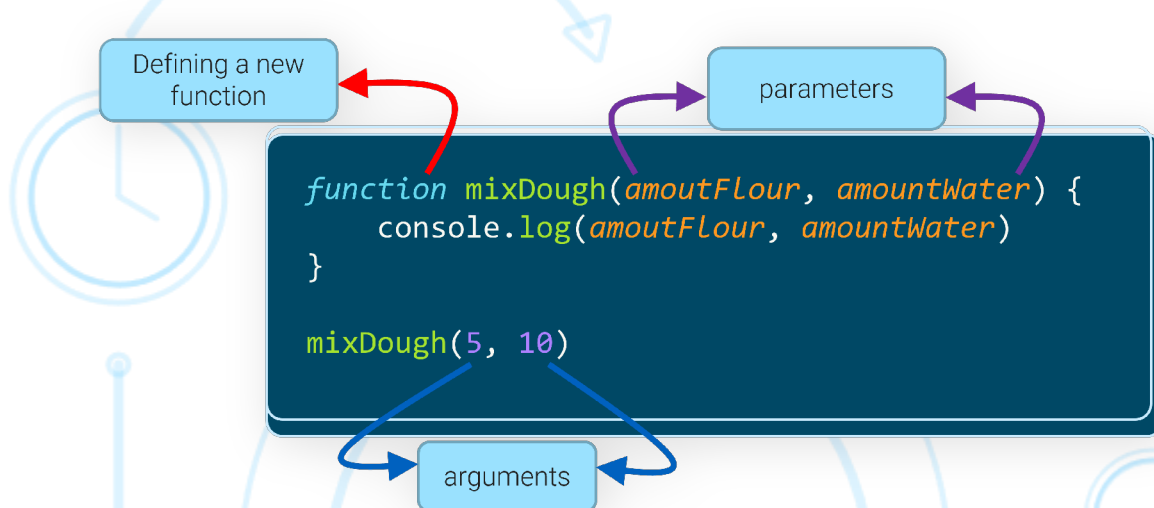 Defining a new
function
parameters
function mixDough(amoutFlour, amountWater) {
    console.log(amoutFlour, amountWater)
}
mixDough(5, 10)
arguments